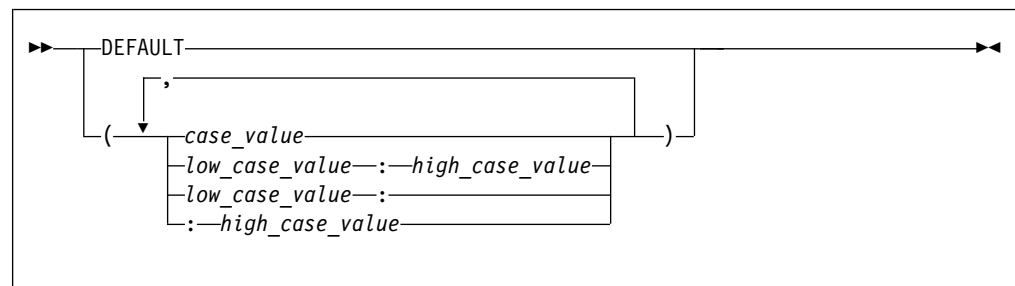 DEFAULT
,
( case_value )
low_case_value : high_case_value
low_case_value :
: high_case_value